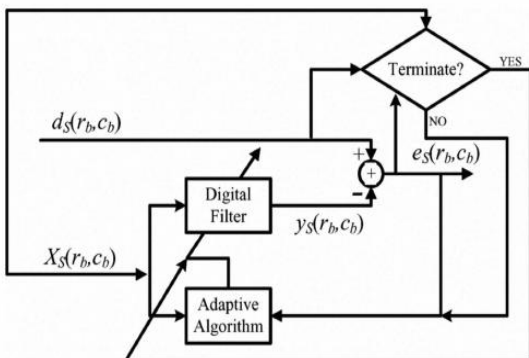 Terminate?
YES
NO
d_S(r_b,c_b)
+
+
e_S(r_b,c_b)
Digital
Filter
–
y_S(r_b,c_b)
X_S(r_b,c_b)
Adaptive
Algorithm